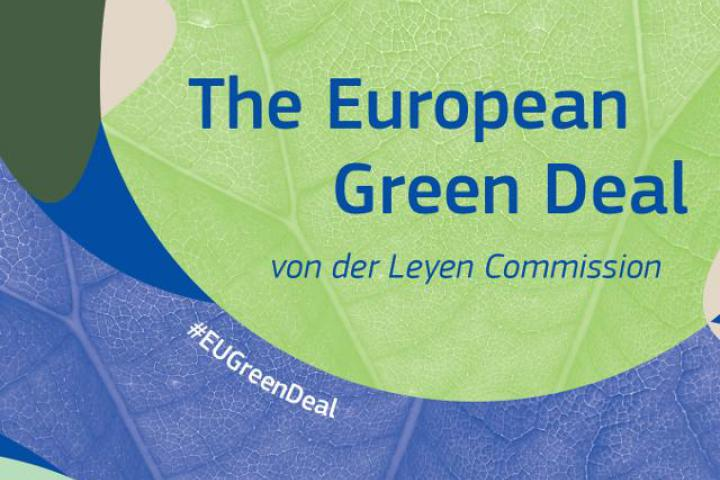 The European
Green Deal
von der Leyen Commission
#EUGreenDeal